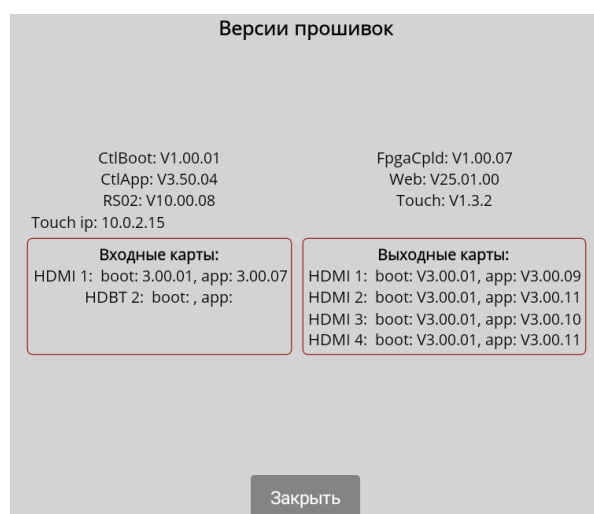 Версии прошивок
CtlBoot: V1.00.01
CtlApp: V3.50.04
RS02: V10.00.08
Touch ip: 10.0.2.15
FpgaCpld: V1.00.07
Web: V25.01.00
Touch: V1.3.2
Входные карты:
HDMI 1: boot: 3.00.01, app: 3.00.07
HDBT 2: boot: , app:
Выходные карты:
HDMI 1: boot: V3.00.01, app: V3.00.09
HDMI 2: boot: V3.00.01, app: V3.00.11
HDMI 3: boot: V3.00.01, app: V3.00.10
HDMI 4: boot: V3.00.01, app: V3.00.11
Закрыть